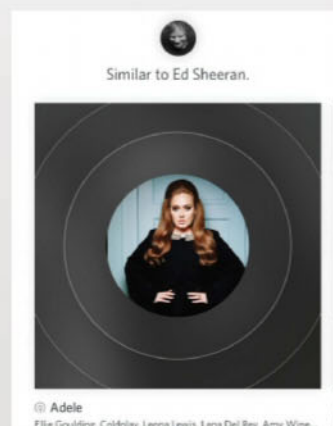 Similar to Ed Sheeran.
Adele
Ellie Goulding, Coldplay, Leona Lewis, Lana Del Rey, Amy Wine...